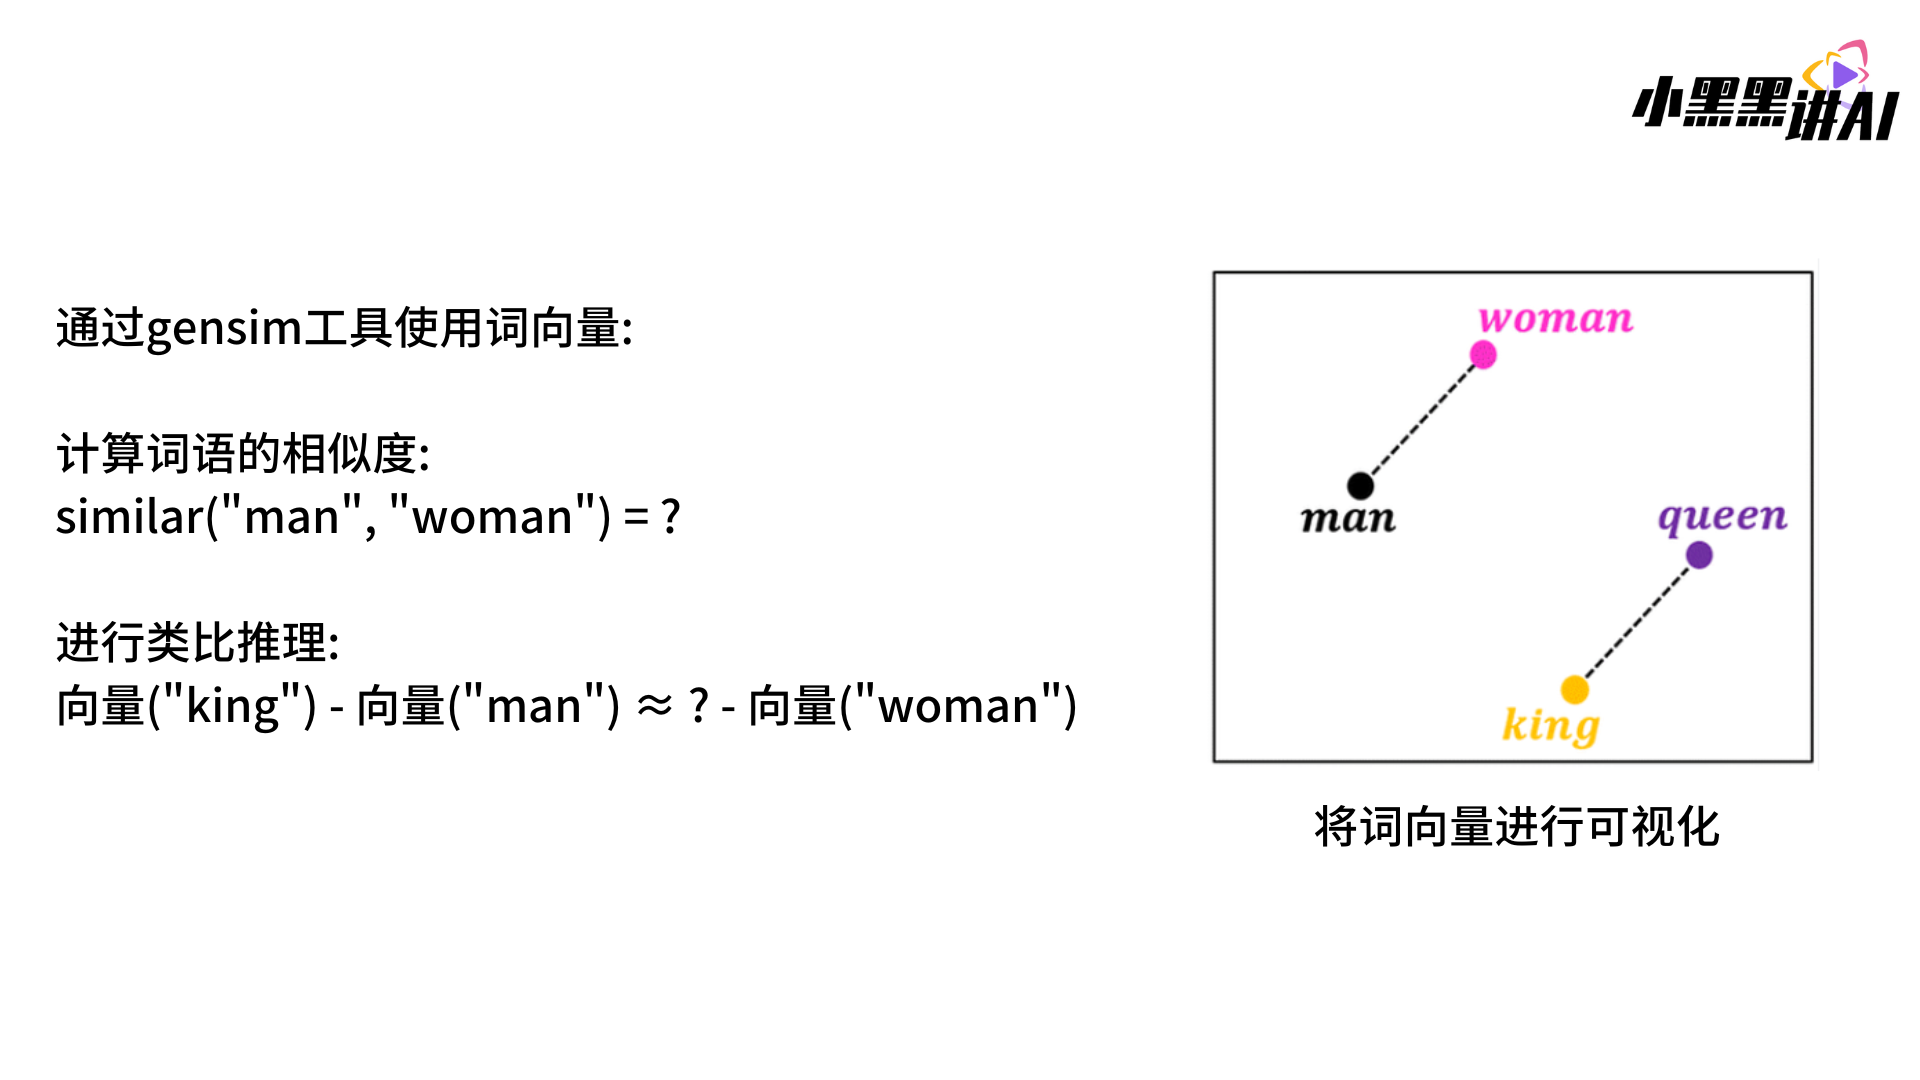 小黑黑讲AI
通过gensim工具使用词向量:
计算词语的相似度:
similar("man", "woman") = ?
进行类比推理:
向量("king") - 向量("man") ≈ ? - 向量("woman")
woman
man
queen
king
将词向量进行可视化